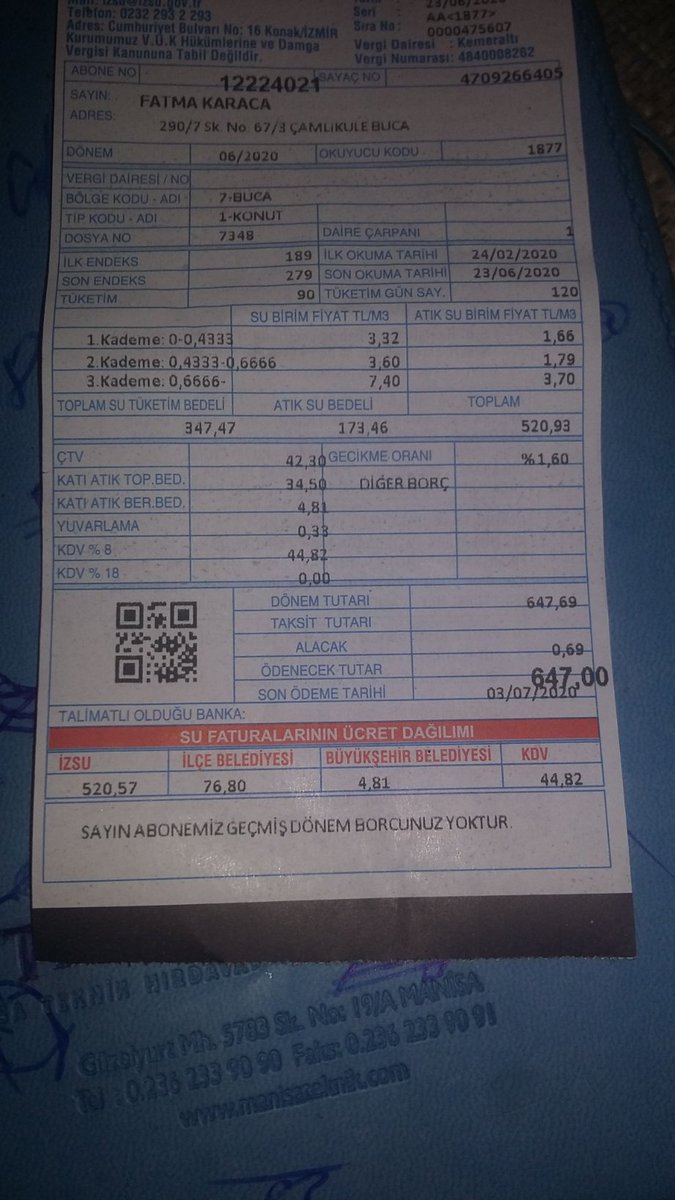 Mail: izsu@izsu.gov.tr
Telefon: 0232 293 2 293
Adres: Cumhuriyet Bulvarı No: 16 Konak/İZMİR
Kurumumuz V.U.K Hükümlerine ve Damga
Vergisi Kanununa Tabil Değildir.
23/06/2020
Seri : AA<1877>
Sıra No : 0000475607
Vergi Dairesi : Kemeraltı
Vergi Numarası: 4840008282
ABONE NO 12224021 SAYAÇ NO 4709266405
SAYIN: FATMA KARACA
ADRES: 290/7 Sk. No. 67/3 ÇAMLIKULE BUCA
DÖNEM 06/2020 OKUYUCU KODU 1877
VERGİ DAİRESİ / NO
BÖLGE KODU - ADI 7-BUCA
TİP KODU - ADI 1-KONUT
DOSYA NO 7348 DAİRE ÇARPANI 1
İLK ENDEKS 189 İLK OKUMA TARİHİ 24/02/2020
SON ENDEKS 279 SON OKUMA TARİHİ 23/06/2020
TÜKETİM 90 TÜKETİM GÜN SAY. 120
SU BİRİM FİYAT TL/M3 ATIK SU BİRİM FİYAT TL/M3
1.Kademe: 0-0,4333 3,32 1,66
2.Kademe: 0,4333-0,6666 3,60 1,79
3.Kademe: 0,6666- 7,40 3,70
TOPLAM SU TÜKETİM BEDELİ ATIK SU BEDELİ TOPLAM
347,47 173,46 520,93
ÇTV 42,30 GECİKME ORANI %1,60
KATI ATIK TOP.BED. 34,50 DİĞER BORÇ
KATI ATIK BER.BED. 4,81
YUVARLAMA 0,33
KDV % 8 44,82
KDV % 18 0,00
DÖNEM TUTARI 647,69
TAKSİT TUTARI
ALACAK 0,69
ÖDENECEK TUTAR 647,00
SON ÖDEME TARİHİ 03/07/2020
TALİMATLI OLDUĞU BANKA:
SU FATURALARININ ÜCRET DAĞILIMI
İZSU İLÇE BELEDİYESİ BÜYÜKŞEHİR BELEDİYESİ KDV
520,57 76,80 4,81 44,82
SAYIN ABONEMİZ GEÇMİŞ DÖNEM BORCUNUZ YOKTUR.
TEKNİK HIRDAVAT
Güzelyurt Mh. 5783 Sk. No: 19/A MANİSA
Tel : 0.236 233 90 90 Faks: 0.236 233 90 91
www.manisateknik.com